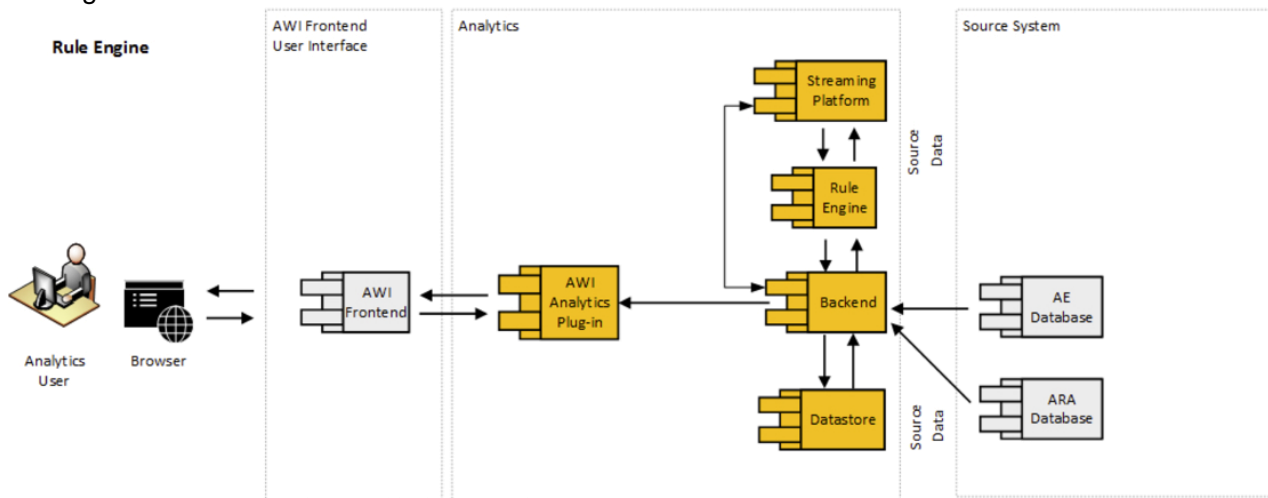 Rule Engine
AWI Frontend
User Interface
Analytics
Source System
Streaming
Platform
Source
Data
Rule
Engine
Analytics
User
Browser
AWI
Frontend
AWI
Analytics
Plug-in
Backend
AE
Database
Datastore
Source
Data
ARA
Database